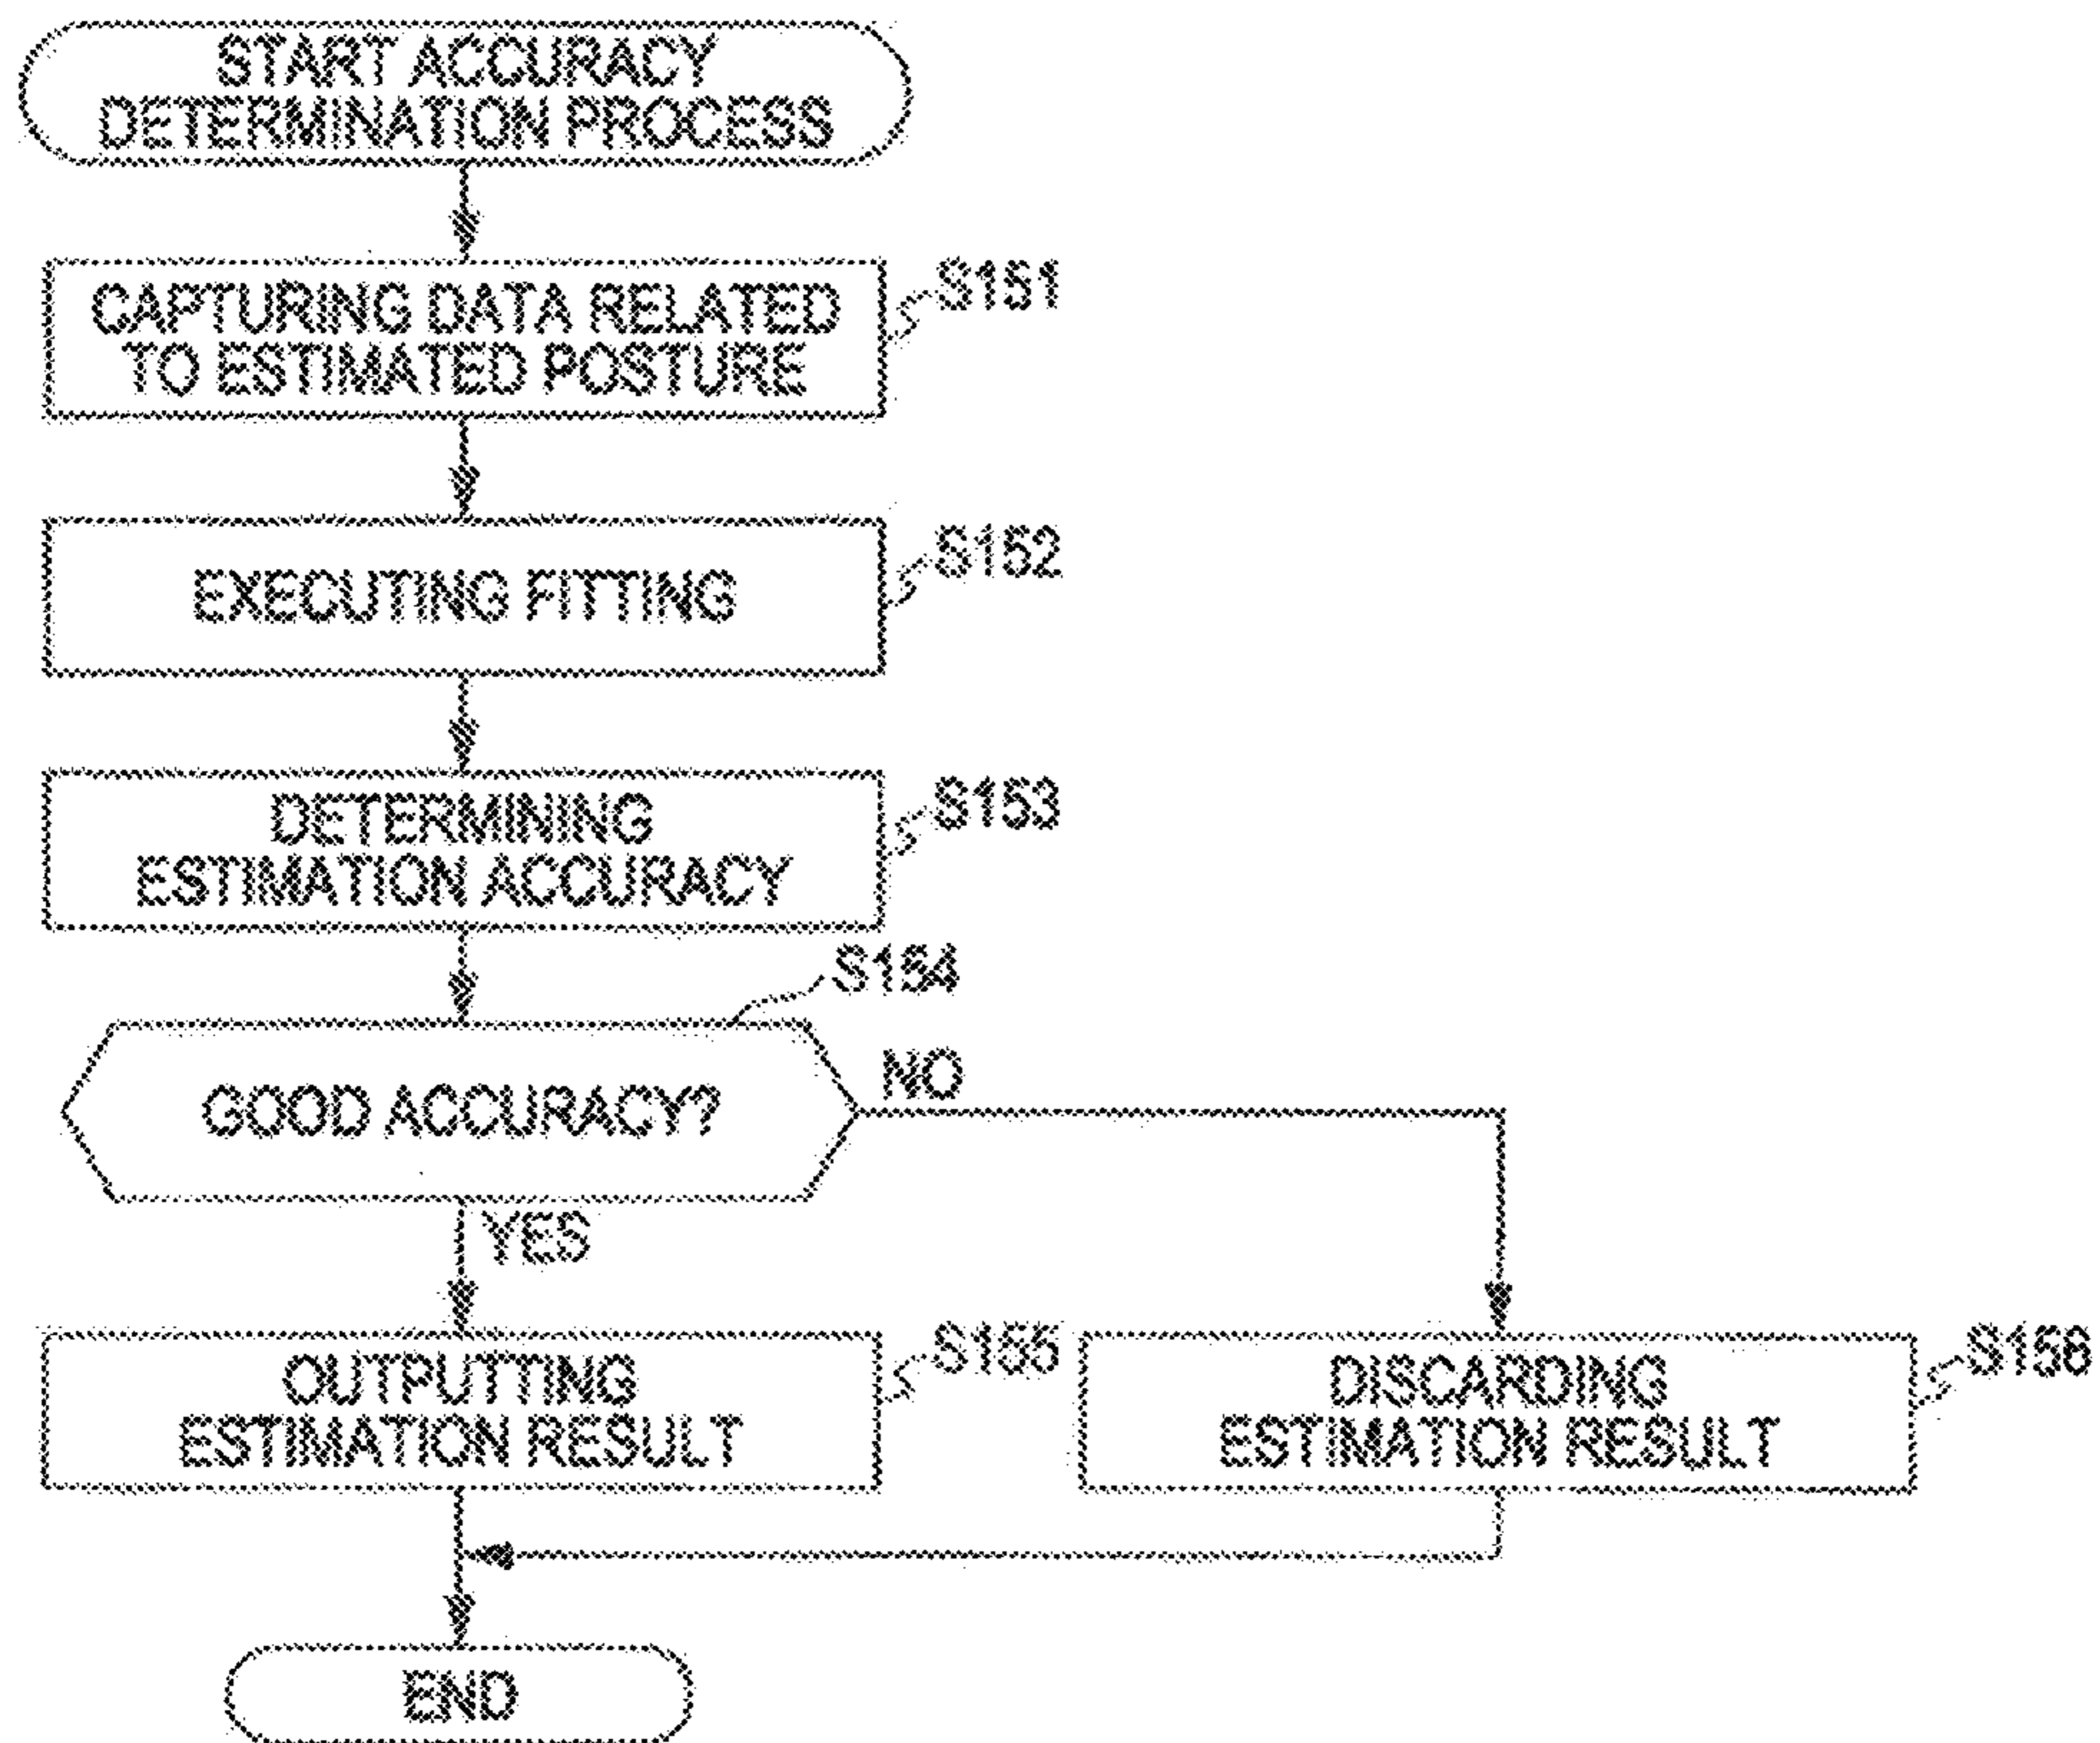 START ACCURACY
DETERMINATION PROCESS
CAPTURING DATA RELATED
TO ESTIMATED POSTURE
S151
EXECUTING FITTING
S152
DETERMINING
ESTIMATION ACCURACY
S153
S154
GOOD ACCURACY?
NO
YES
OUTPUTTING
ESTIMATION RESULT
S155
DISCARDING
ESTIMATION RESULT
S156
END